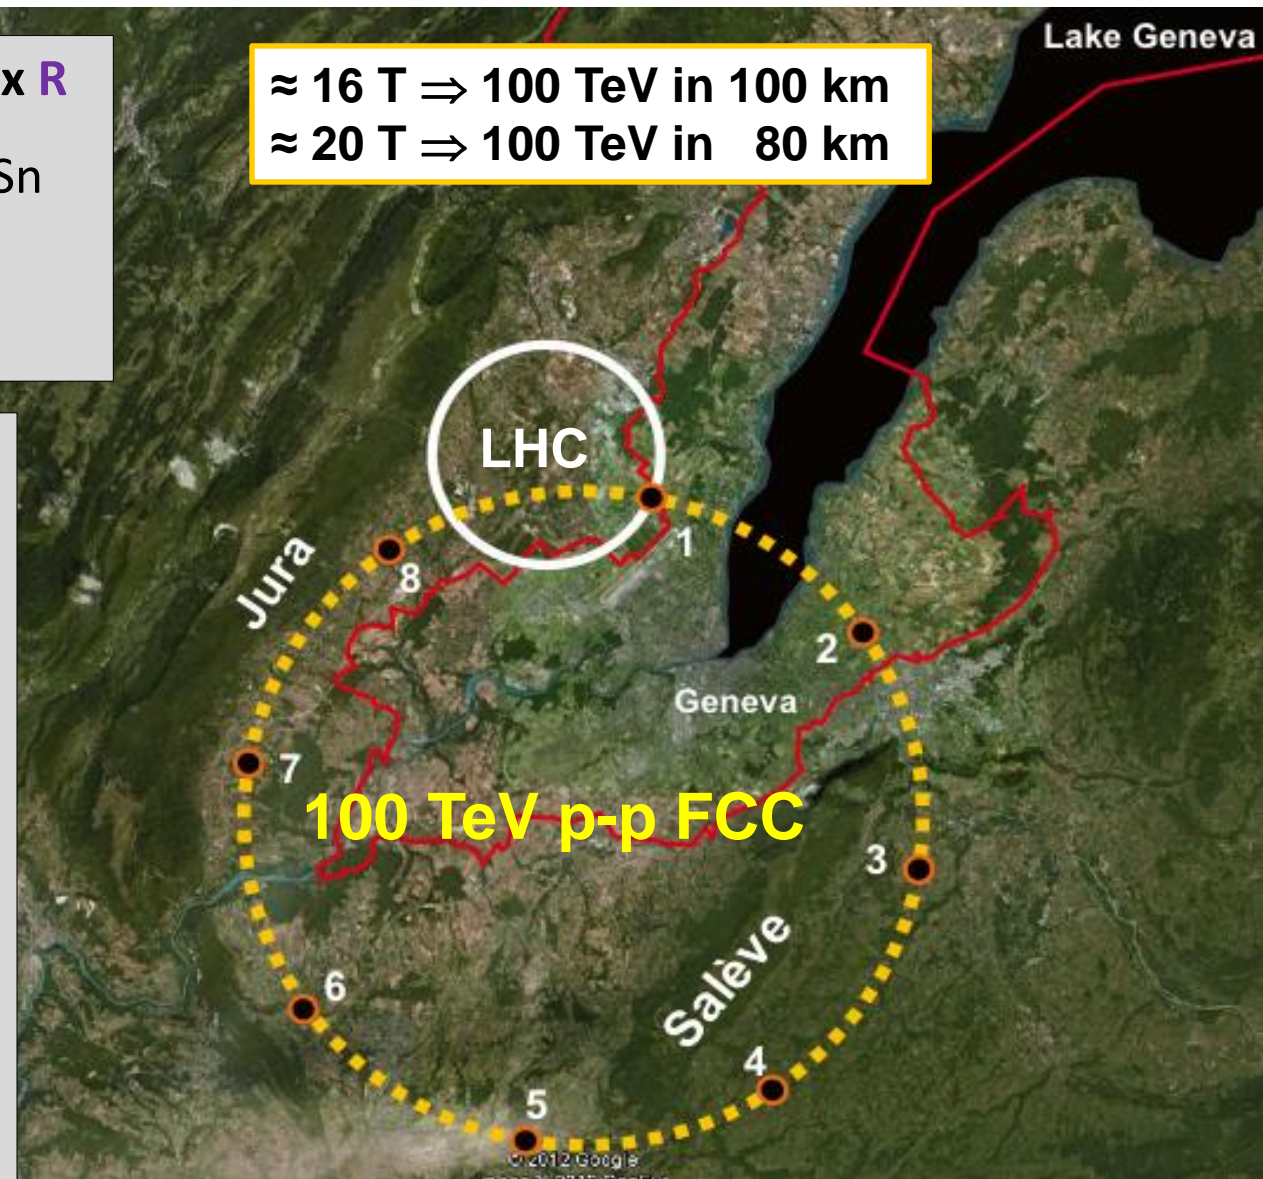 x R
Sn
≈ 16 T ⇒ 100 TeV in 100 km
≈ 20 T ⇒ 100 TeV in 80 km
Lake Geneva
LHC
1
Jura
8
2
Geneva
7
100 TeV p-p FCC
3
Salève
6
4
5
© 2012 Google